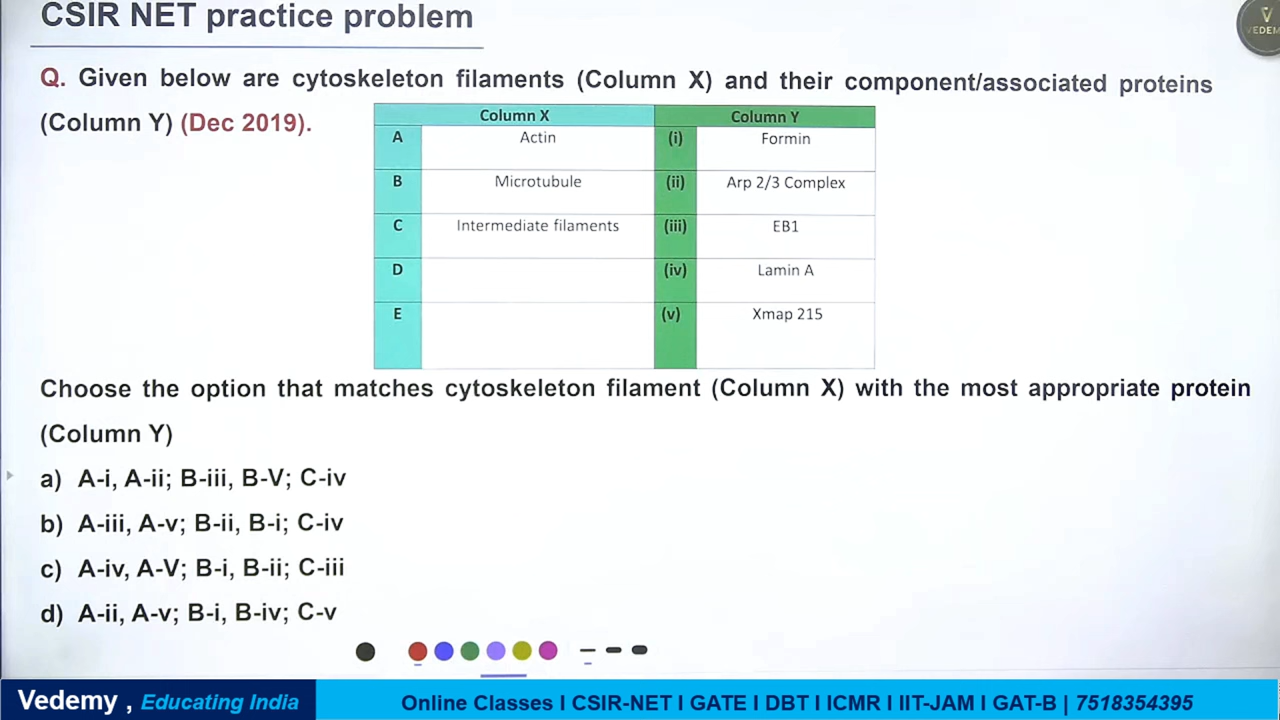 CSIR NET practice problem
VEDEM
Q. Given below are cytoskeleton filaments (Column X) and their component/associated proteins
(Column Y) (Dec 2019).
Column X Column Y
A Actin (i) Formin
B Microtubule (ii) Arp 2/3 Complex
C Intermediate filaments (iii) EB1
D (iv) Lamin A
E (v) Xmap 215
Choose the option that matches cytoskeleton filament (Column X) with the most appropriate protein
(Column Y)
a) A-i, A-ii; B-iii, B-V; C-iv
b) A-iii, A-v; B-ii, B-i; C-iv
c) A-iv, A-V; B-i, B-ii; C-iii
d) A-ii, A-v; B-i, B-iv; C-v
Vedemy , Educating India Online Classes I CSIR-NET I GATE I DBT I ICMR I IIT-JAM I GAT-B | 7518354395